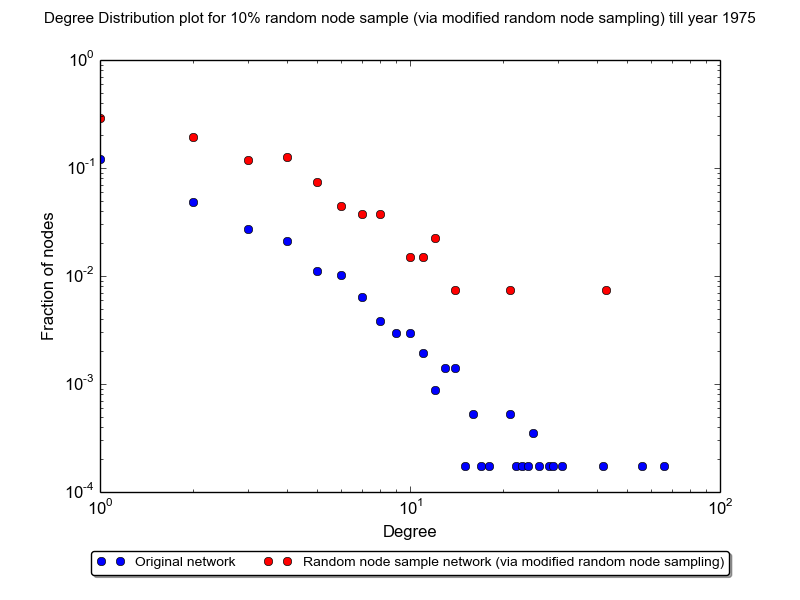 Degree Distribution plot for 10% random node sample (via modified random node sampling) till year 1975
10^0
10^-1
10^-2
10^-3
10^-4
Fraction of nodes
10^0 10^1 10^2
Degree
Original network Random node sample network (via modified random node sampling)